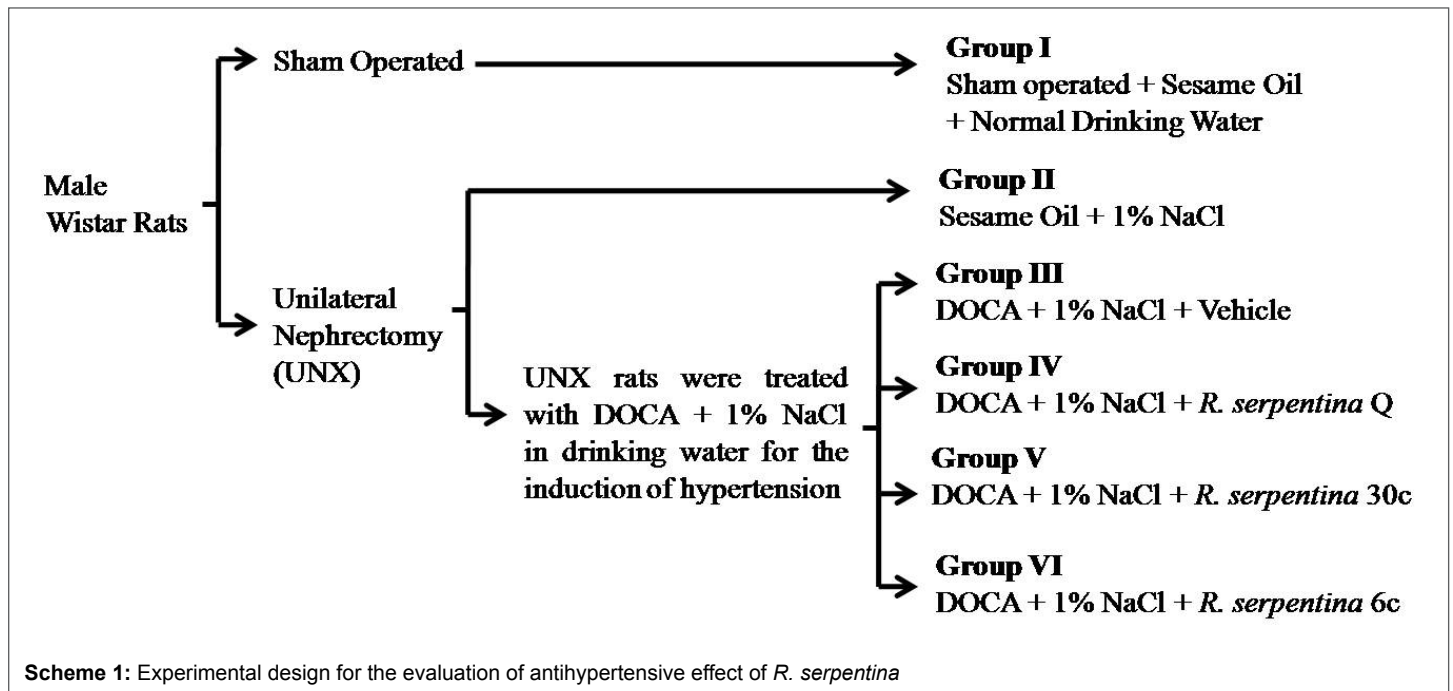 Male
Wistar Rats
Sham Operated
Unilateral
Nephrectomy
(UNX)
UNX rats were treated
with DOCA + 1% NaCl
in drinking water for the
induction of hypertension
Group I
Sham operated + Sesame Oil
+ Normal Drinking Water
Group II
Sesame Oil + 1% NaCl
Group III
DOCA + 1% NaCl + Vehicle
Group IV
DOCA + 1% NaCl + R. serpentina Q
Group V
DOCA + 1% NaCl + R. serpentina 30c
Group VI
DOCA + 1% NaCl + R. serpentina 6c
Scheme 1: Experimental design for the evaluation of antihypertensive effect of R. serpentina